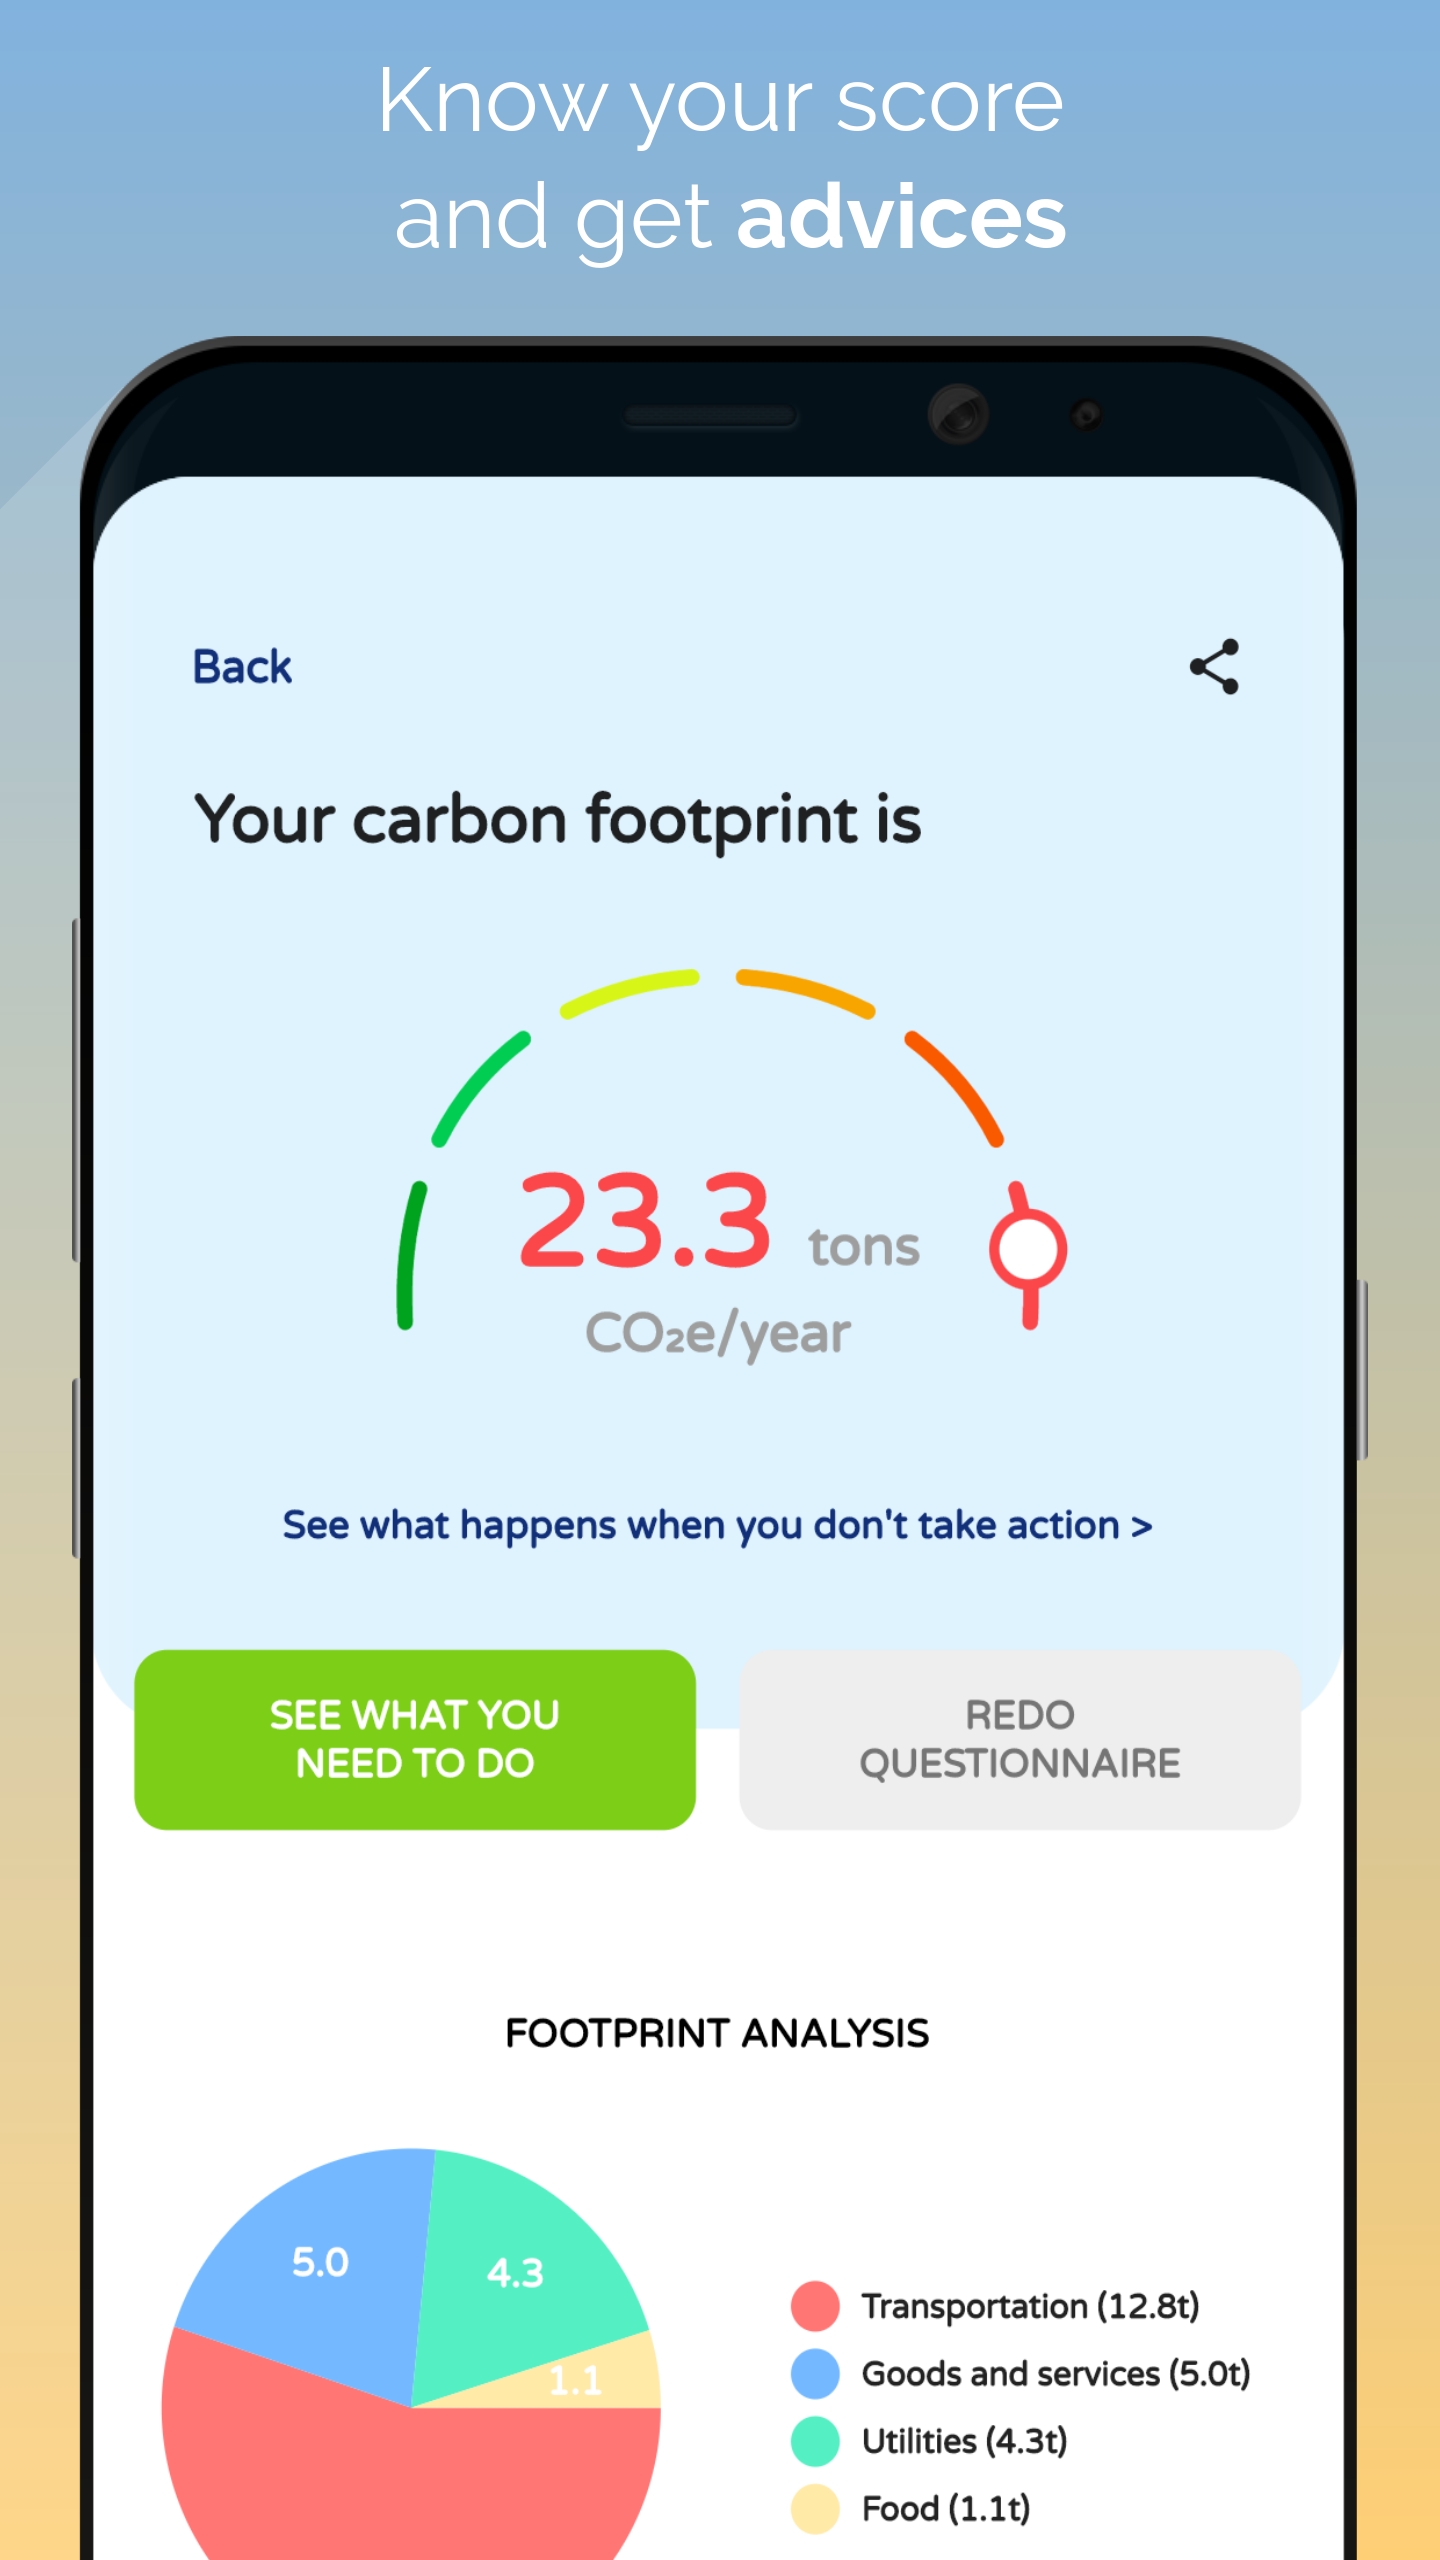 Know your score
and get advices
Back
Your carbon footprint is
23.3 tons
CO₂e/year
See what happens when you don't take action >
SEE WHAT YOU
NEED TO DO
REDO
QUESTIONNAIRE
FOOTPRINT ANALYSIS
5.0
4.3
1.1
Transportation (12.8t)
Goods and services (5.0t)
Utilities (4.3t)
Food (1.1t)